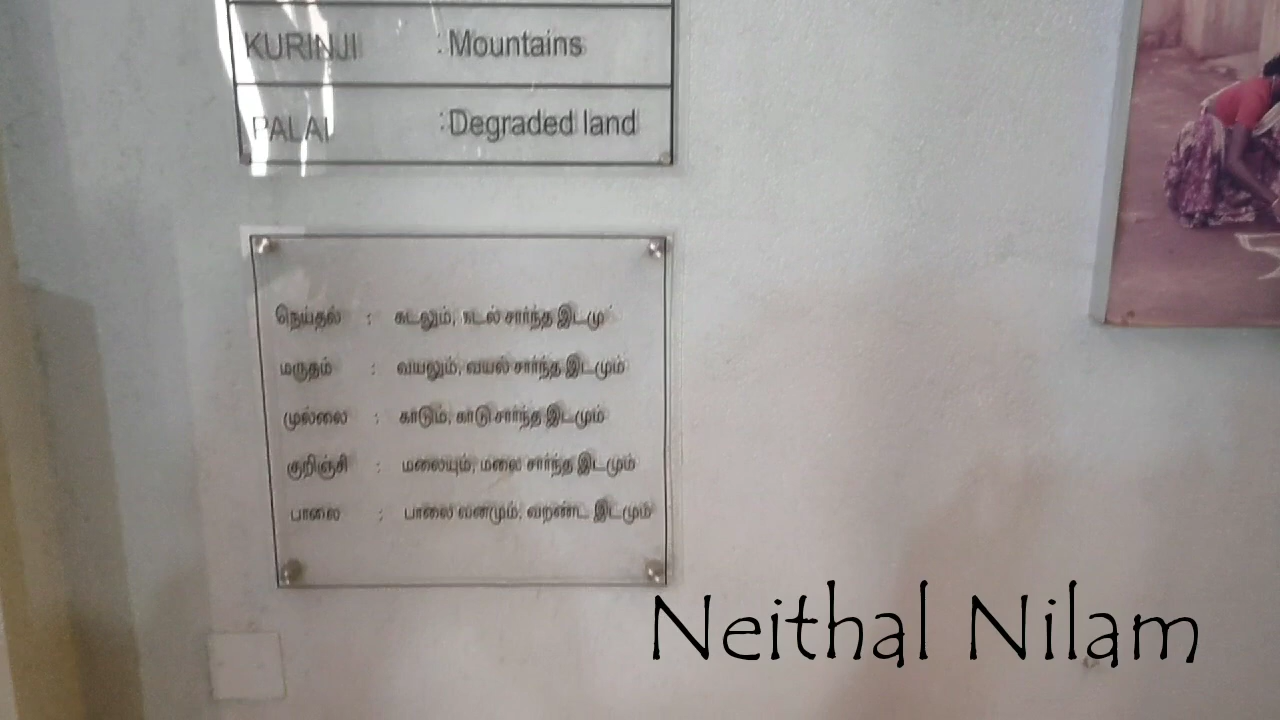 KURINJI : Mountains
PALAI : Degraded land
நெய்தல் : கடலும், கடல் சார்ந்த இடமு
மருதம் : வயலும், வயல் சார்ந்த இடமும்
முல்லை : காடும், காடு சார்ந்த இடமும்
குறிஞ்சி : மலையும், மலை சார்ந்த இடமும்
பாலை : பாலை வனமும், வறண்ட இடமும்
Neithal Nilam